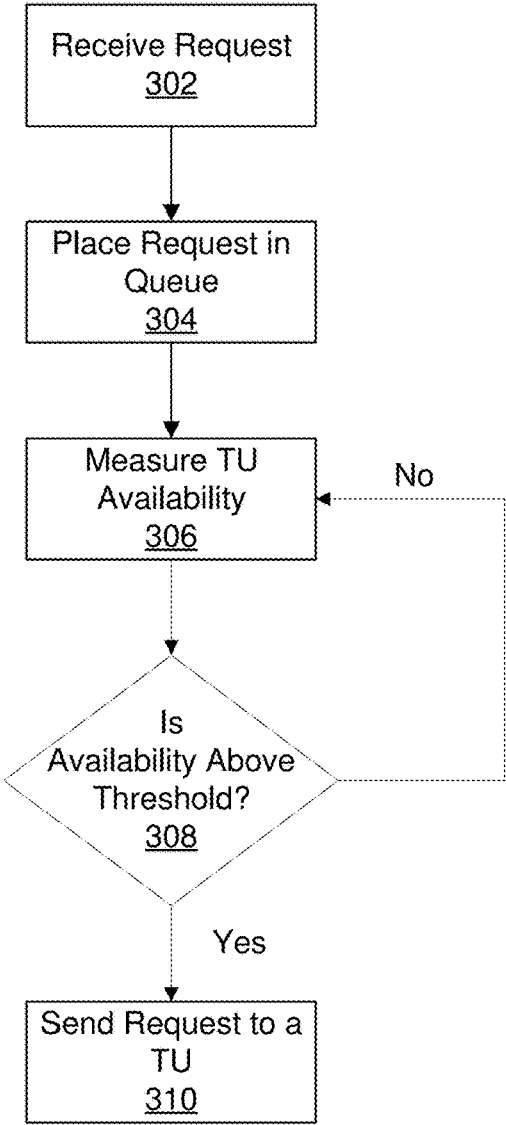 Receive Request
302
Place Request in
Queue
304
Measure TU
Availability
306
No
Is
Availability Above
Threshold?
308
Yes
Send Request to a
TU
310